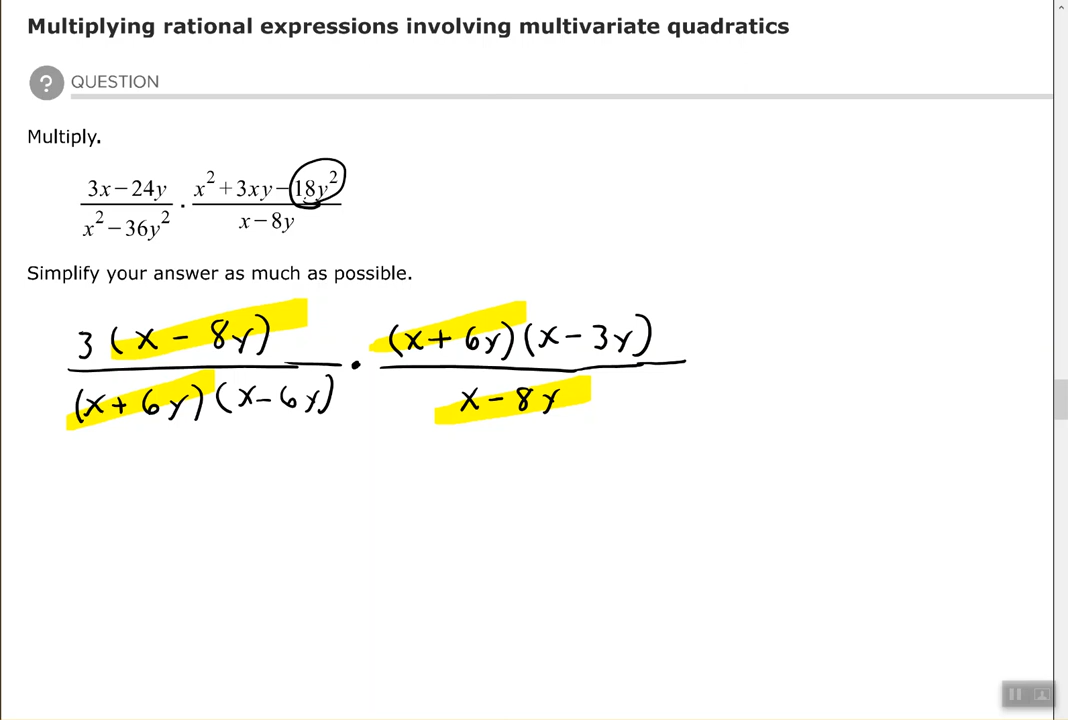 Multiplying rational expressions involving multivariate quadratics
? QUESTION
Multiply.
3x−24y / x²−36y² · x²+3xy−18y² / x−8y
Simplify your answer as much as possible.
3(x − 8y) / (x + 6y)(x − 6y) · (x + 6y)(x − 3y) / x − 8y